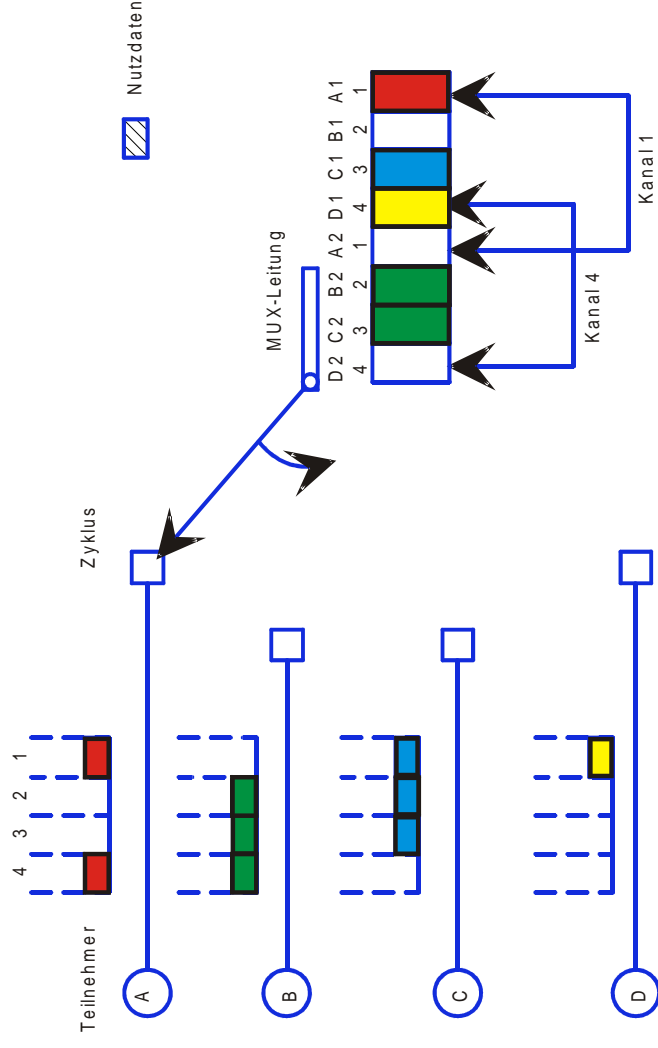 Teilnehmer
4 3 2 1
Zyklus
Nutzdaten
A
B
C
D
MUX-Leitung
D2 C2 B2 A2 D1 C1 B1 A1
4 3 2 1 4 3 2 1
Kanal 4
Kanal 1